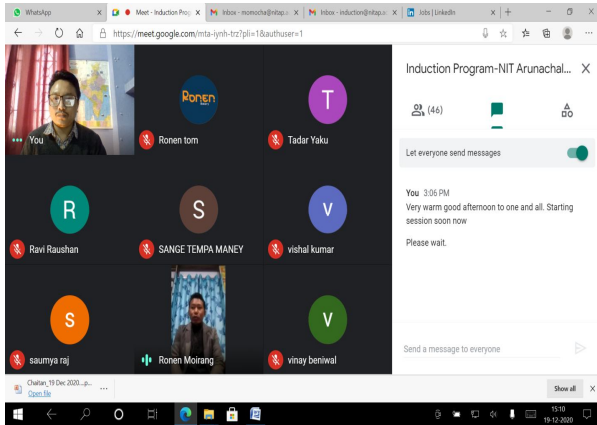 WhatsApp
Meet - Induction Prog
Inbox - momocha@nitap.a
Inbox - induction@nitap.a
Jobs | LinkedIn
https://meet.google.com/mta-iynh-trz?pli=1&authuser=1
You
Ronen
Ronen tom
T
Tadar Yaku
R
Ravi Raushan
S
SANGE TEMPA MANEY
V
vishal kumar
S
saumya raj
Ronen Moirang
V
vinay beniwal
Induction Program-NIT Arunachal...
(46)
Let everyone send messages
You 3:06 PM
Very warm good afternoon to one and all. Starting
session soon now
Please wait.
Send a message to everyone
Chaitan_19 Dec 2020....p...
Open file
Show all
15:10
19-12-2020